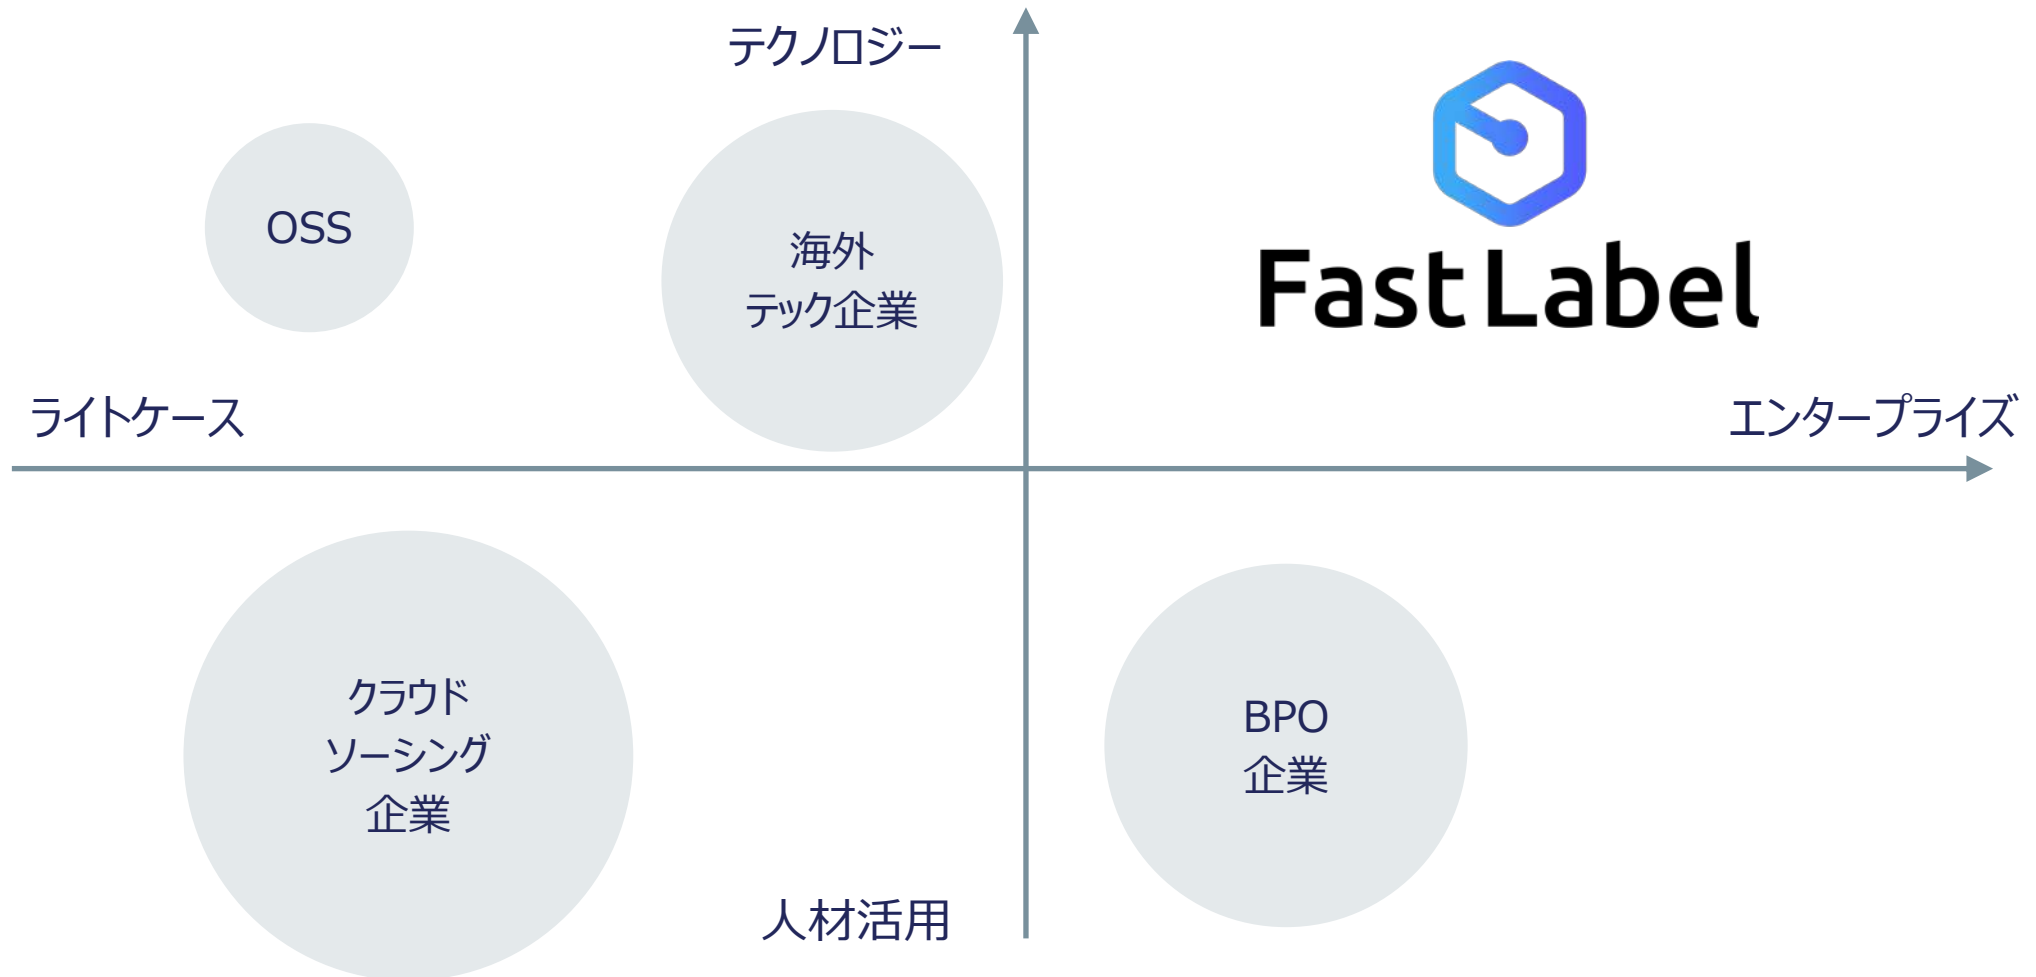 テクノロジー
OSS
海外
テック企業
FastLabel
ライトケース
エンタープライズ
クラウド
ソーシング
企業
BPO
企業
人材活用